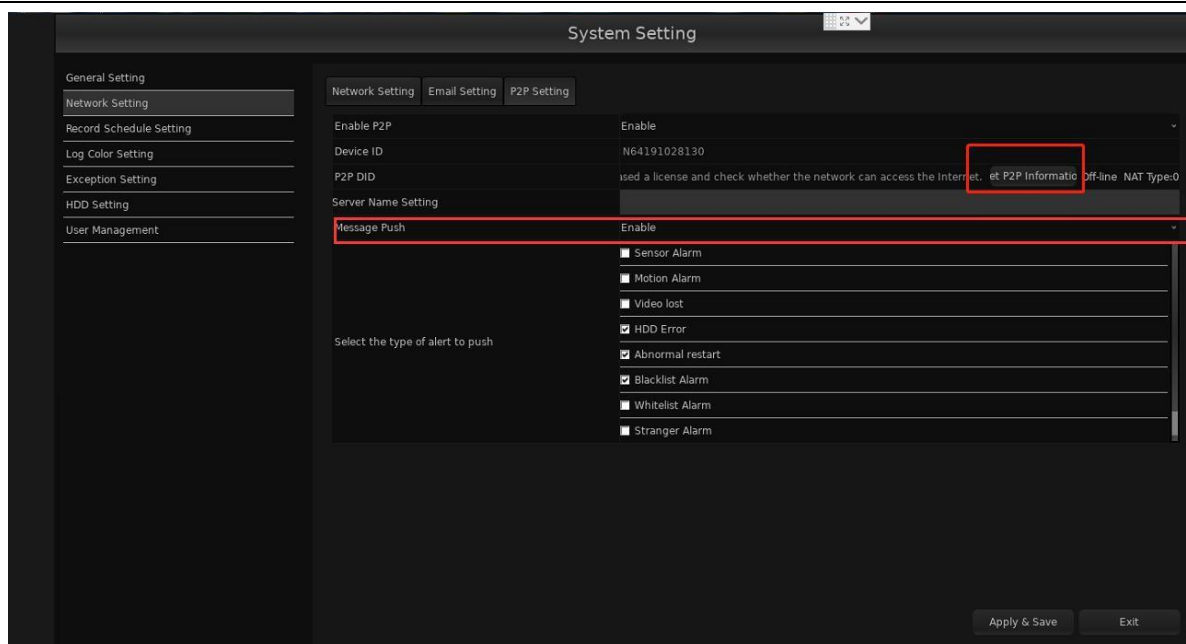 System Setting
General Setting
Network Setting
Record Schedule Setting
Log Color Setting
Exception Setting
HDD Setting
User Management
Network Setting Email Setting P2P Setting
Enable P2P Enable
Device ID N64191028130
P2P DID ased a license and check whether the network can access the Internet. et P2P Informatic Off-line NAT Type:0
Server Name Setting
Message Push Enable
Sensor Alarm
Motion Alarm
Video lost
HDD Error
Select the type of alert to push
Abnormal restart
Blacklist Alarm
Whitelist Alarm
Stranger Alarm
Apply & Save Exit